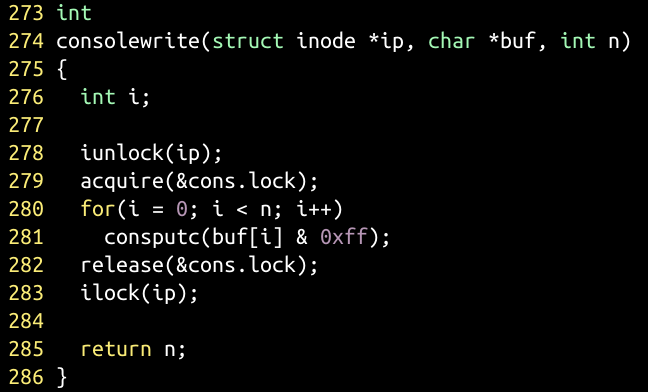 273 int
274 consolewrite(struct inode *ip, char *buf, int n)
275 {
276   int i;
277
278   iunlock(ip);
279   acquire(&cons.lock);
280   for(i = 0; i < n; i++)
281     consputc(buf[i] & 0xff);
282   release(&cons.lock);
283   ilock(ip);
284
285   return n;
286 }